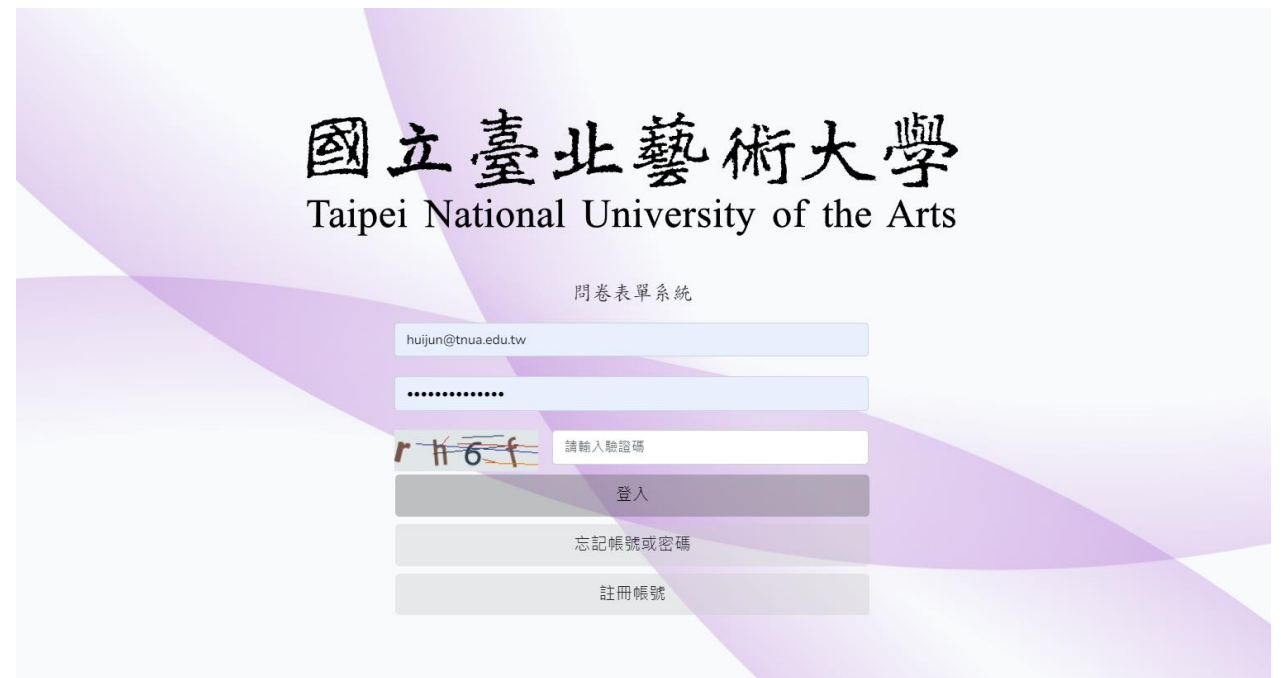 國立臺北藝術大學
Taipei National University of the Arts
問卷表單系統
huijun@tnua.edu.tw
••••••••••••••
rh6f 請輸入驗證碼
登入
忘記帳號或密碼
註冊帳號